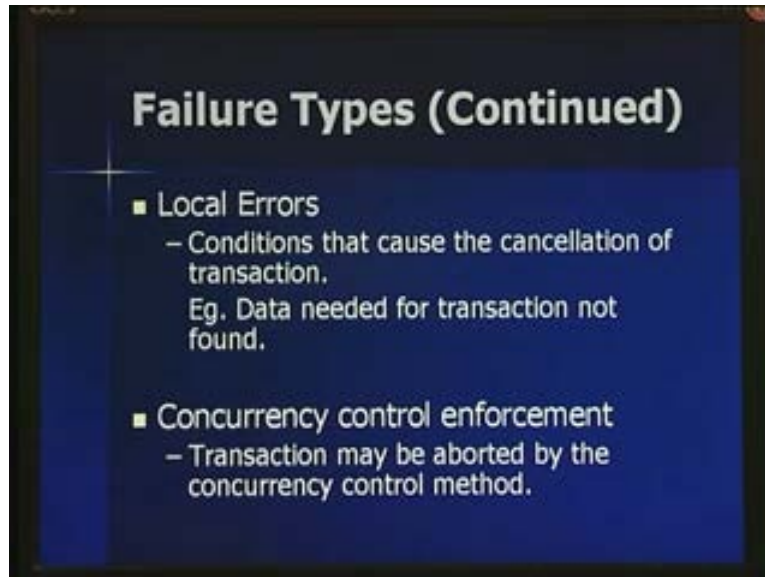 Failure Types (Continued)
■ Local Errors
– Conditions that cause the cancellation of
transaction.
Eg. Data needed for transaction not
found.
■ Concurrency control enforcement
– Transaction may be aborted by the
concurrency control method.